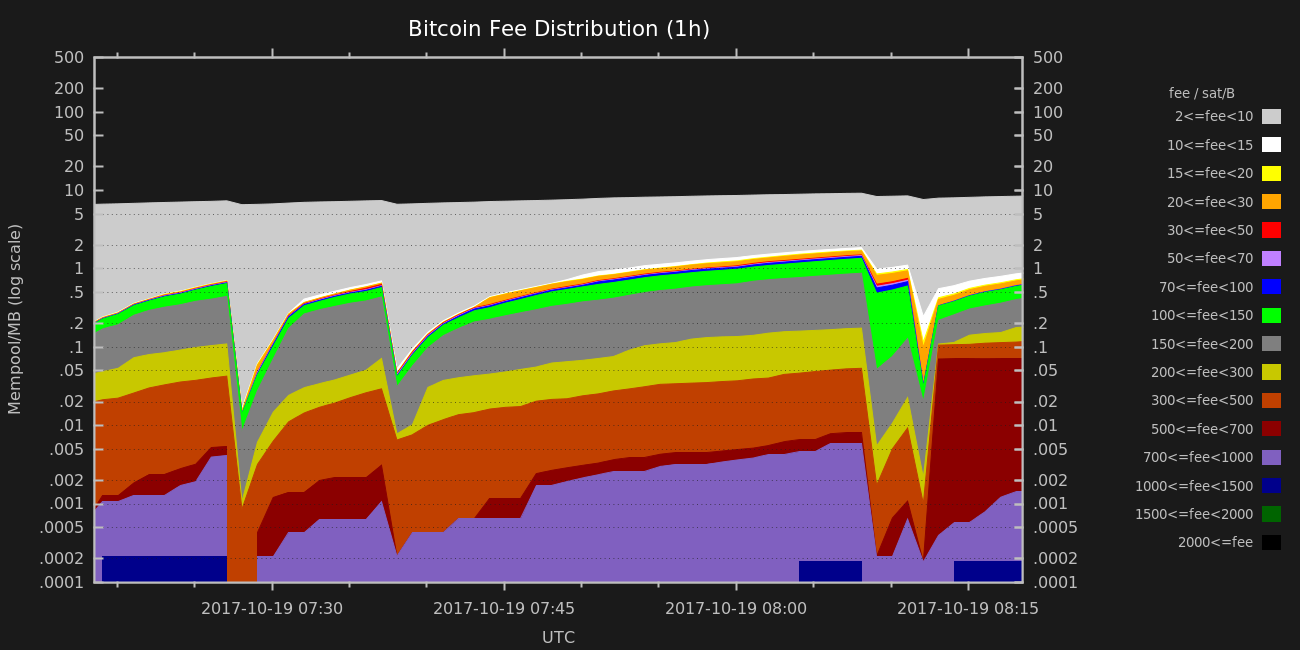 Bitcoin Fee Distribution (1h)
500 500
200 200
100 100
50 50
20 20
10 10
5 5
2 2
1 1
.5 .5
.2 .2
.1 .1
.05 .05
.02 .02
.01 .01
.005 .005
.002 .002
.001 .001
.0005 .0005
.0002 .0002
.0001 .0001
Mempool/MB (log scale)
2017-10-19 07:30 2017-10-19 07:45 2017-10-19 08:00 2017-10-19 08:15
UTC
fee / sat/B
2<=fee<10
10<=fee<15
15<=fee<20
20<=fee<30
30<=fee<50
50<=fee<70
70<=fee<100
100<=fee<150
150<=fee<200
200<=fee<300
300<=fee<500
500<=fee<700
700<=fee<1000
1000<=fee<1500
1500<=fee<2000
2000<=fee